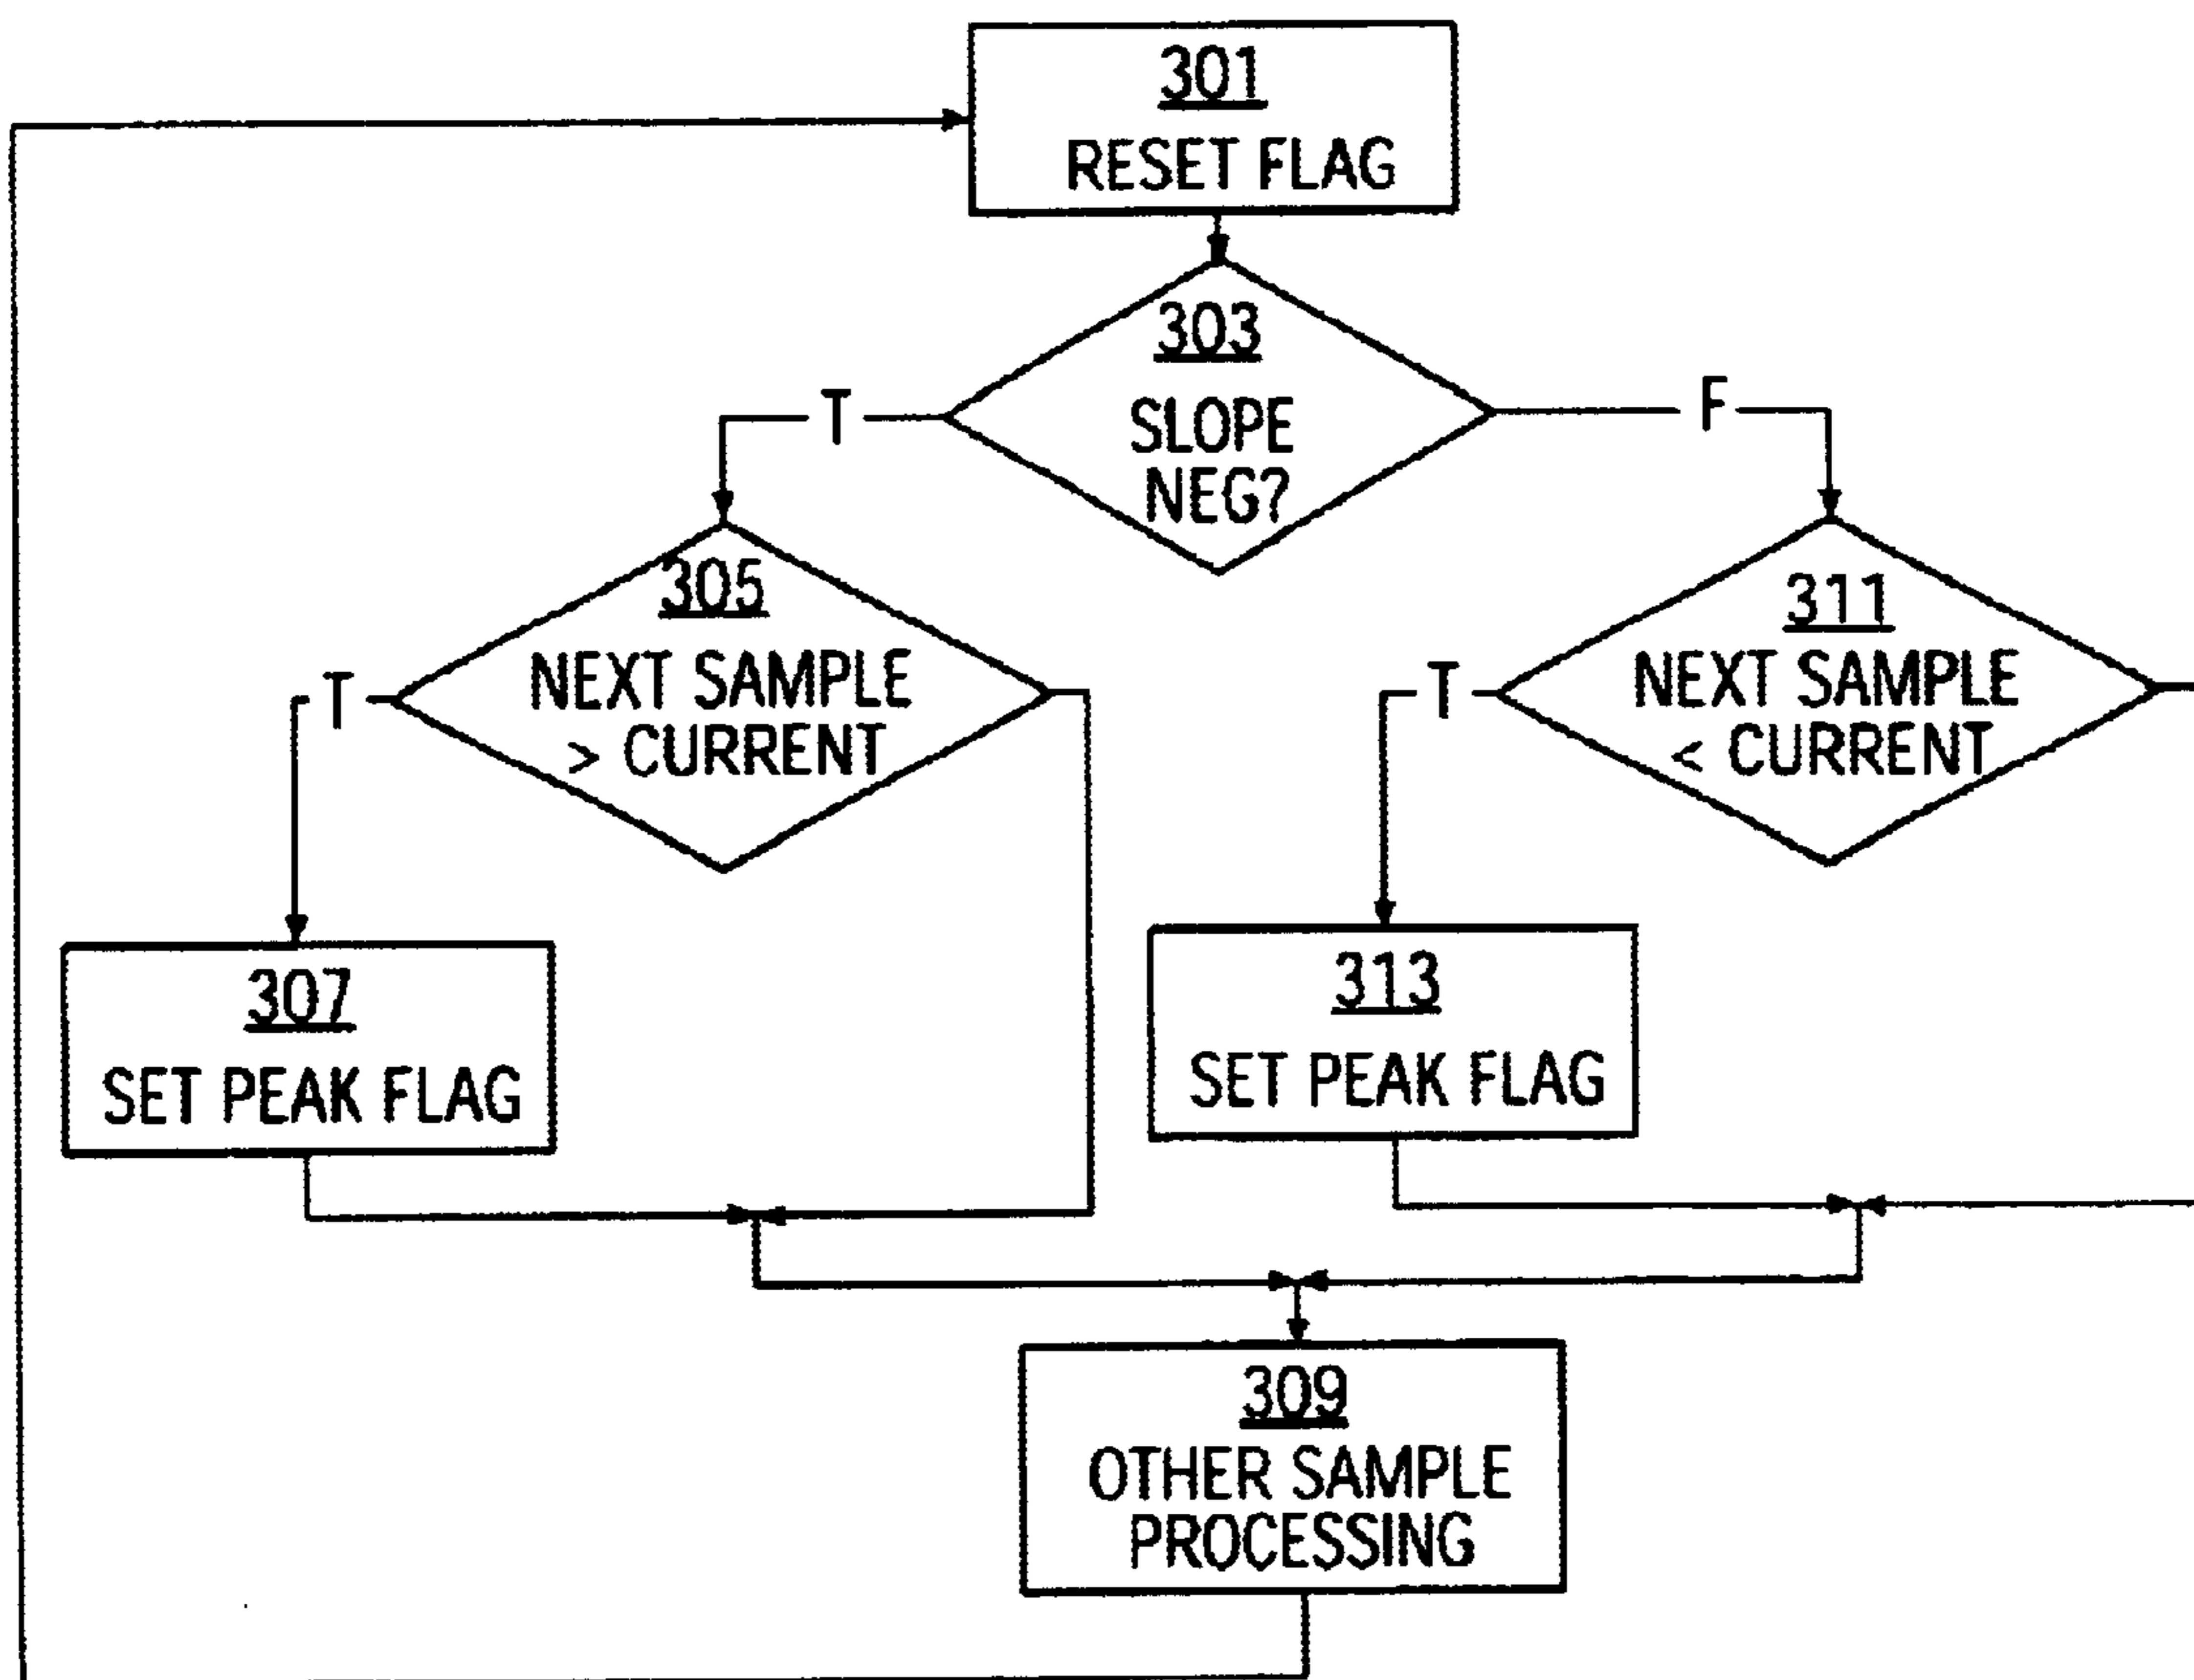 301
RESET FLAG
303
SLOPE
NEG?
T
F
305
NEXT SAMPLE
> CURRENT
T
311
NEXT SAMPLE
< CURRENT
T
307
SET PEAK FLAG
313
SET PEAK FLAG
309
OTHER SAMPLE
PROCESSING